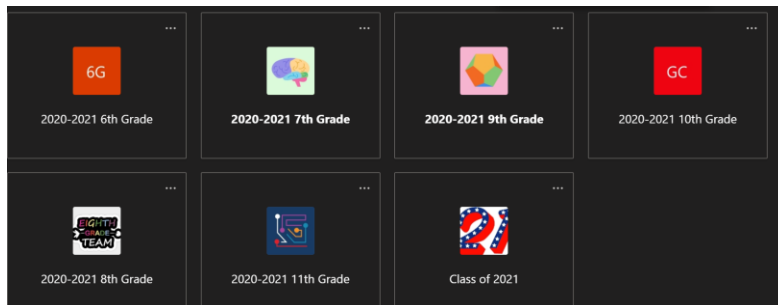 6G
2020-2021 6th Grade
2020-2021 7th Grade
2020-2021 9th Grade
GC
2020-2021 10th Grade
EIGHTH
GRADE
TEAM
2020-2021 8th Grade
2020-2021 11th Grade
21
Class of 2021